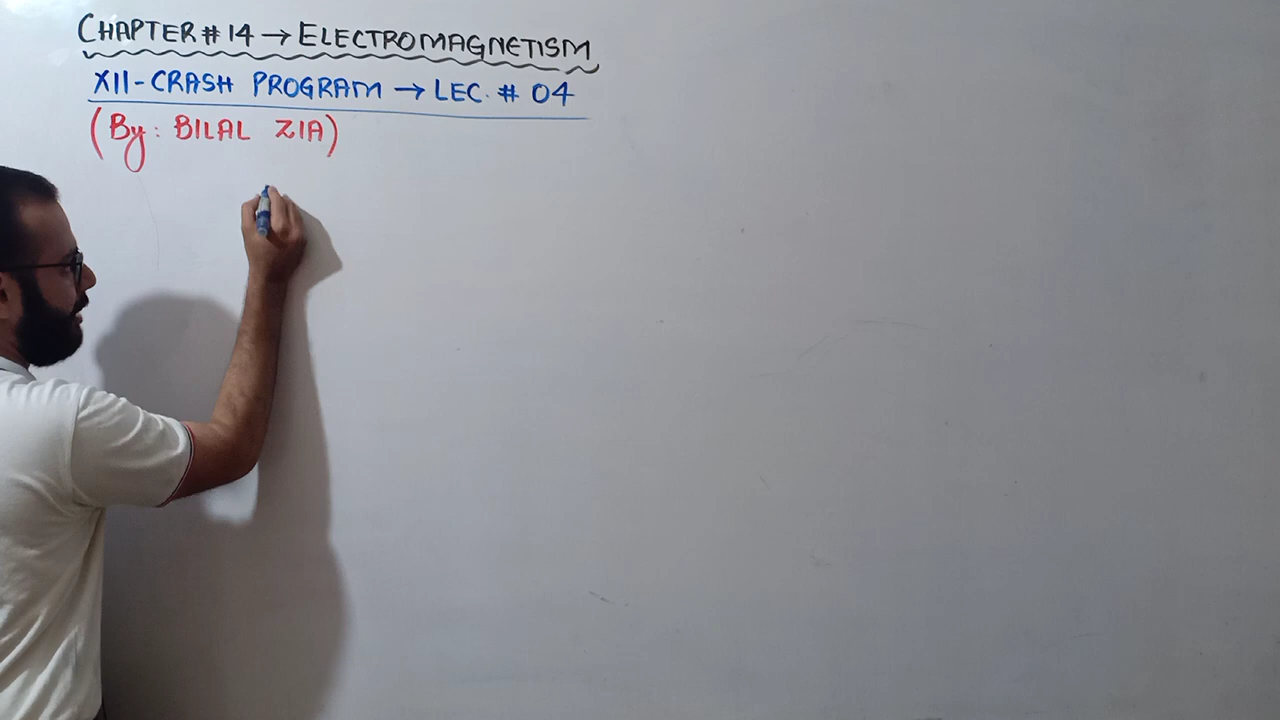 CHAPTER # 14 → ELECTROMAGNETISM
XII-CRASH PROGRAM → LEC. # 04
(By: BILAL ZIA)